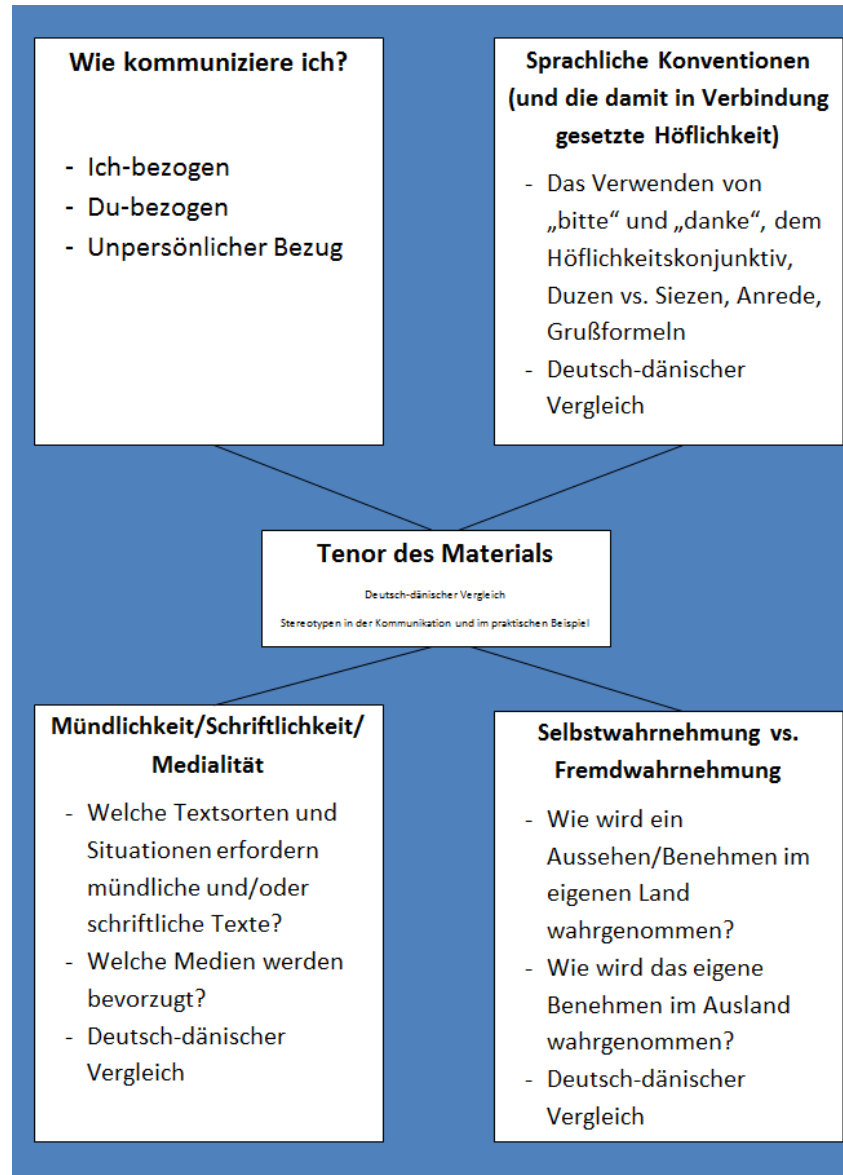 Wie kommuniziere ich?
- Ich-bezogen
- Du-bezogen
- Unpersönlicher Bezug
Sprachliche Konventionen
(und die damit in Verbindung
gesetzte Höflichkeit)
- Das Verwenden von
„bitte“ und „danke“, dem
Höflichkeitskonjunktiv,
Duzen vs. Siezen, Anrede,
Grußformeln
- Deutsch-dänischer
Vergleich
Tenor des Materials
Deutsch-dänischer Vergleich
Stereotypen in der Kommunikation und im praktischen Beispiel
Mündlichkeit/Schriftlichkeit/
Medialität
- Welche Textsorten und
Situationen erfordern
mündliche und/oder
schriftliche Texte?
- Welche Medien werden
bevorzugt?
- Deutsch-dänischer
Vergleich
Selbstwahrnehmung vs.
Fremdwahrnehmung
- Wie wird ein
Aussehen/Benehmen im
eigenen Land
wahrgenommen?
- Wie wird das eigene
Benehmen im Ausland
wahrgenommen?
- Deutsch-dänischer
Vergleich